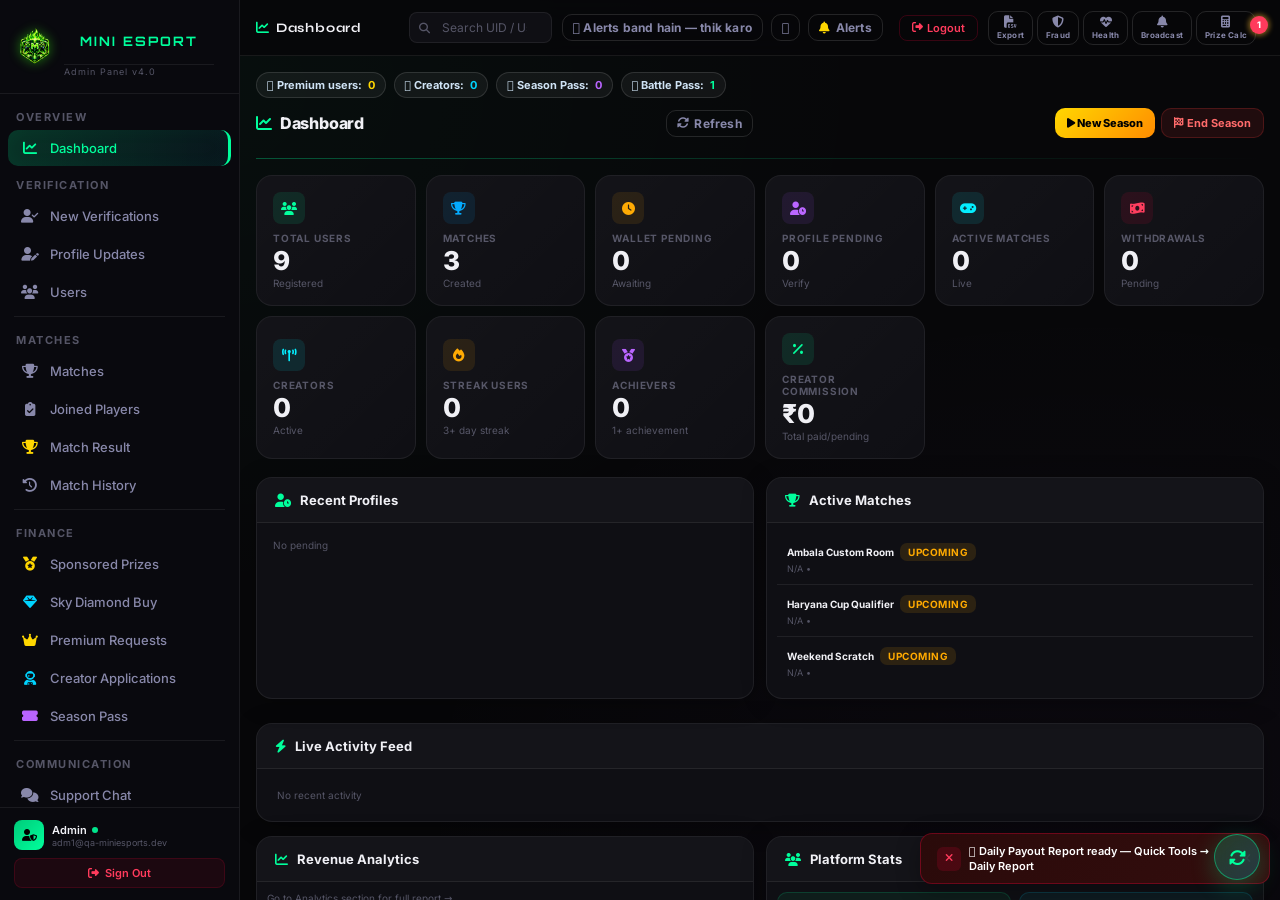 MINI ESPORT
Admin Panel v4.0
OVERVIEW
Dashboard
VERIFICATION
New Verifications
Profile Updates
Users
MATCHES
Matches
Joined Players
Match Result
Match History
FINANCE
Sponsored Prizes
Sky Diamond Buy
Premium Requests
Creator Applications
Season Pass
COMMUNICATION
Support Chat
Admin
adm1@qa-miniesports.dev
Sign Out
Dashboard
Search UID / U
Alerts band hain — thik karo
Alerts
Logout
Export
Fraud
Health
Broadcast
Prize Calc
1
Premium users: 0
Creators: 0
Season Pass: 0
Battle Pass: 1
Dashboard
Refresh
New Season
End Season
TOTAL USERS
9
Registered
MATCHES
3
Created
WALLET PENDING
0
Awaiting
PROFILE PENDING
0
Verify
ACTIVE MATCHES
0
Live
WITHDRAWALS
0
Pending
CREATORS
0
Active
STREAK USERS
0
3+ day streak
ACHIEVERS
0
1+ achievement
CREATOR
COMMISSION
₹0
Total paid/pending
Recent Profiles
No pending
Active Matches
Ambala Custom Room UPCOMING
N/A •
Haryana Cup Qualifier UPCOMING
N/A •
Weekend Scratch UPCOMING
N/A •
Live Activity Feed
No recent activity
Revenue Analytics
Go to Analytics section for full report →
Platform Stats
Daily Payout Report ready — Quick Tools →
Daily Report